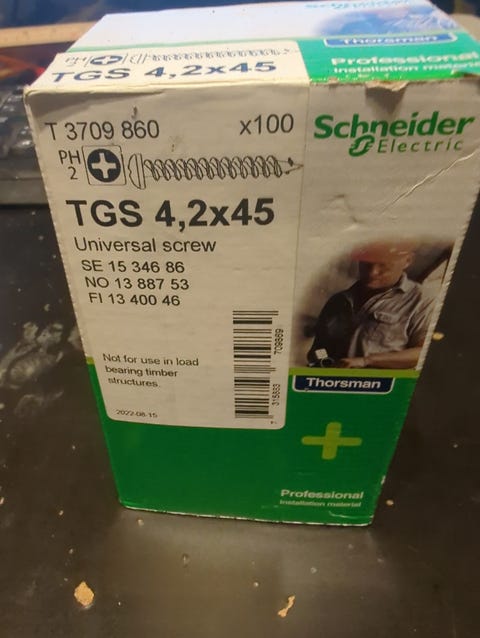 Thorsman
Professional
installation
PH
TGS 4,2x45
T 3709 860
x100
Schneider
Electric
PH
2
TGS 4,2x45
Universal screw
SE 15 346 86
NO 13 887 53
FI 13 400 46
Not for use in load
bearing timber
structures.
2022-08-15
Thorsman
Professional
installation material